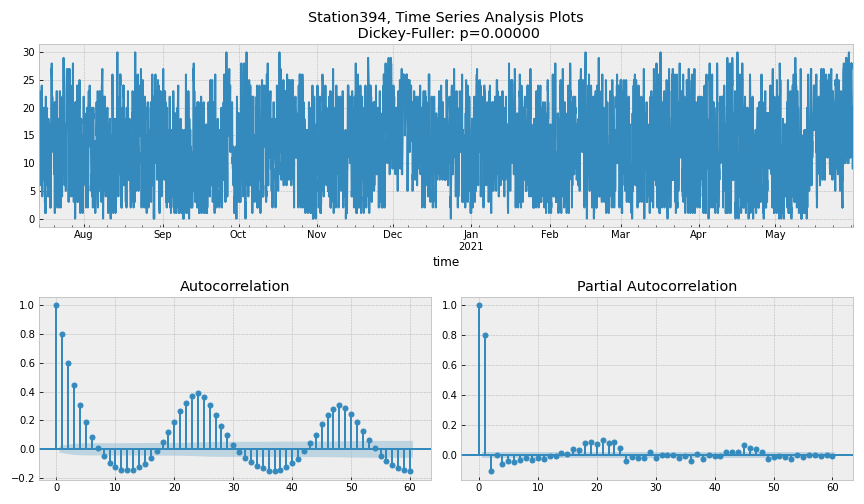 Station394, Time Series Analysis Plots
Dickey-Fuller: p=0.00000
30
25
20
15
10
5
0
Aug Sep Oct Nov Dec Jan Feb Mar Apr May
2021
time
Autocorrelation
1.0
0.8
0.6
0.4
0.2
0.0
−0.2
0 10 20 30 40 50 60
Partial Autocorrelation
1.0
0.8
0.6
0.4
0.2
0.0
0 10 20 30 40 50 60